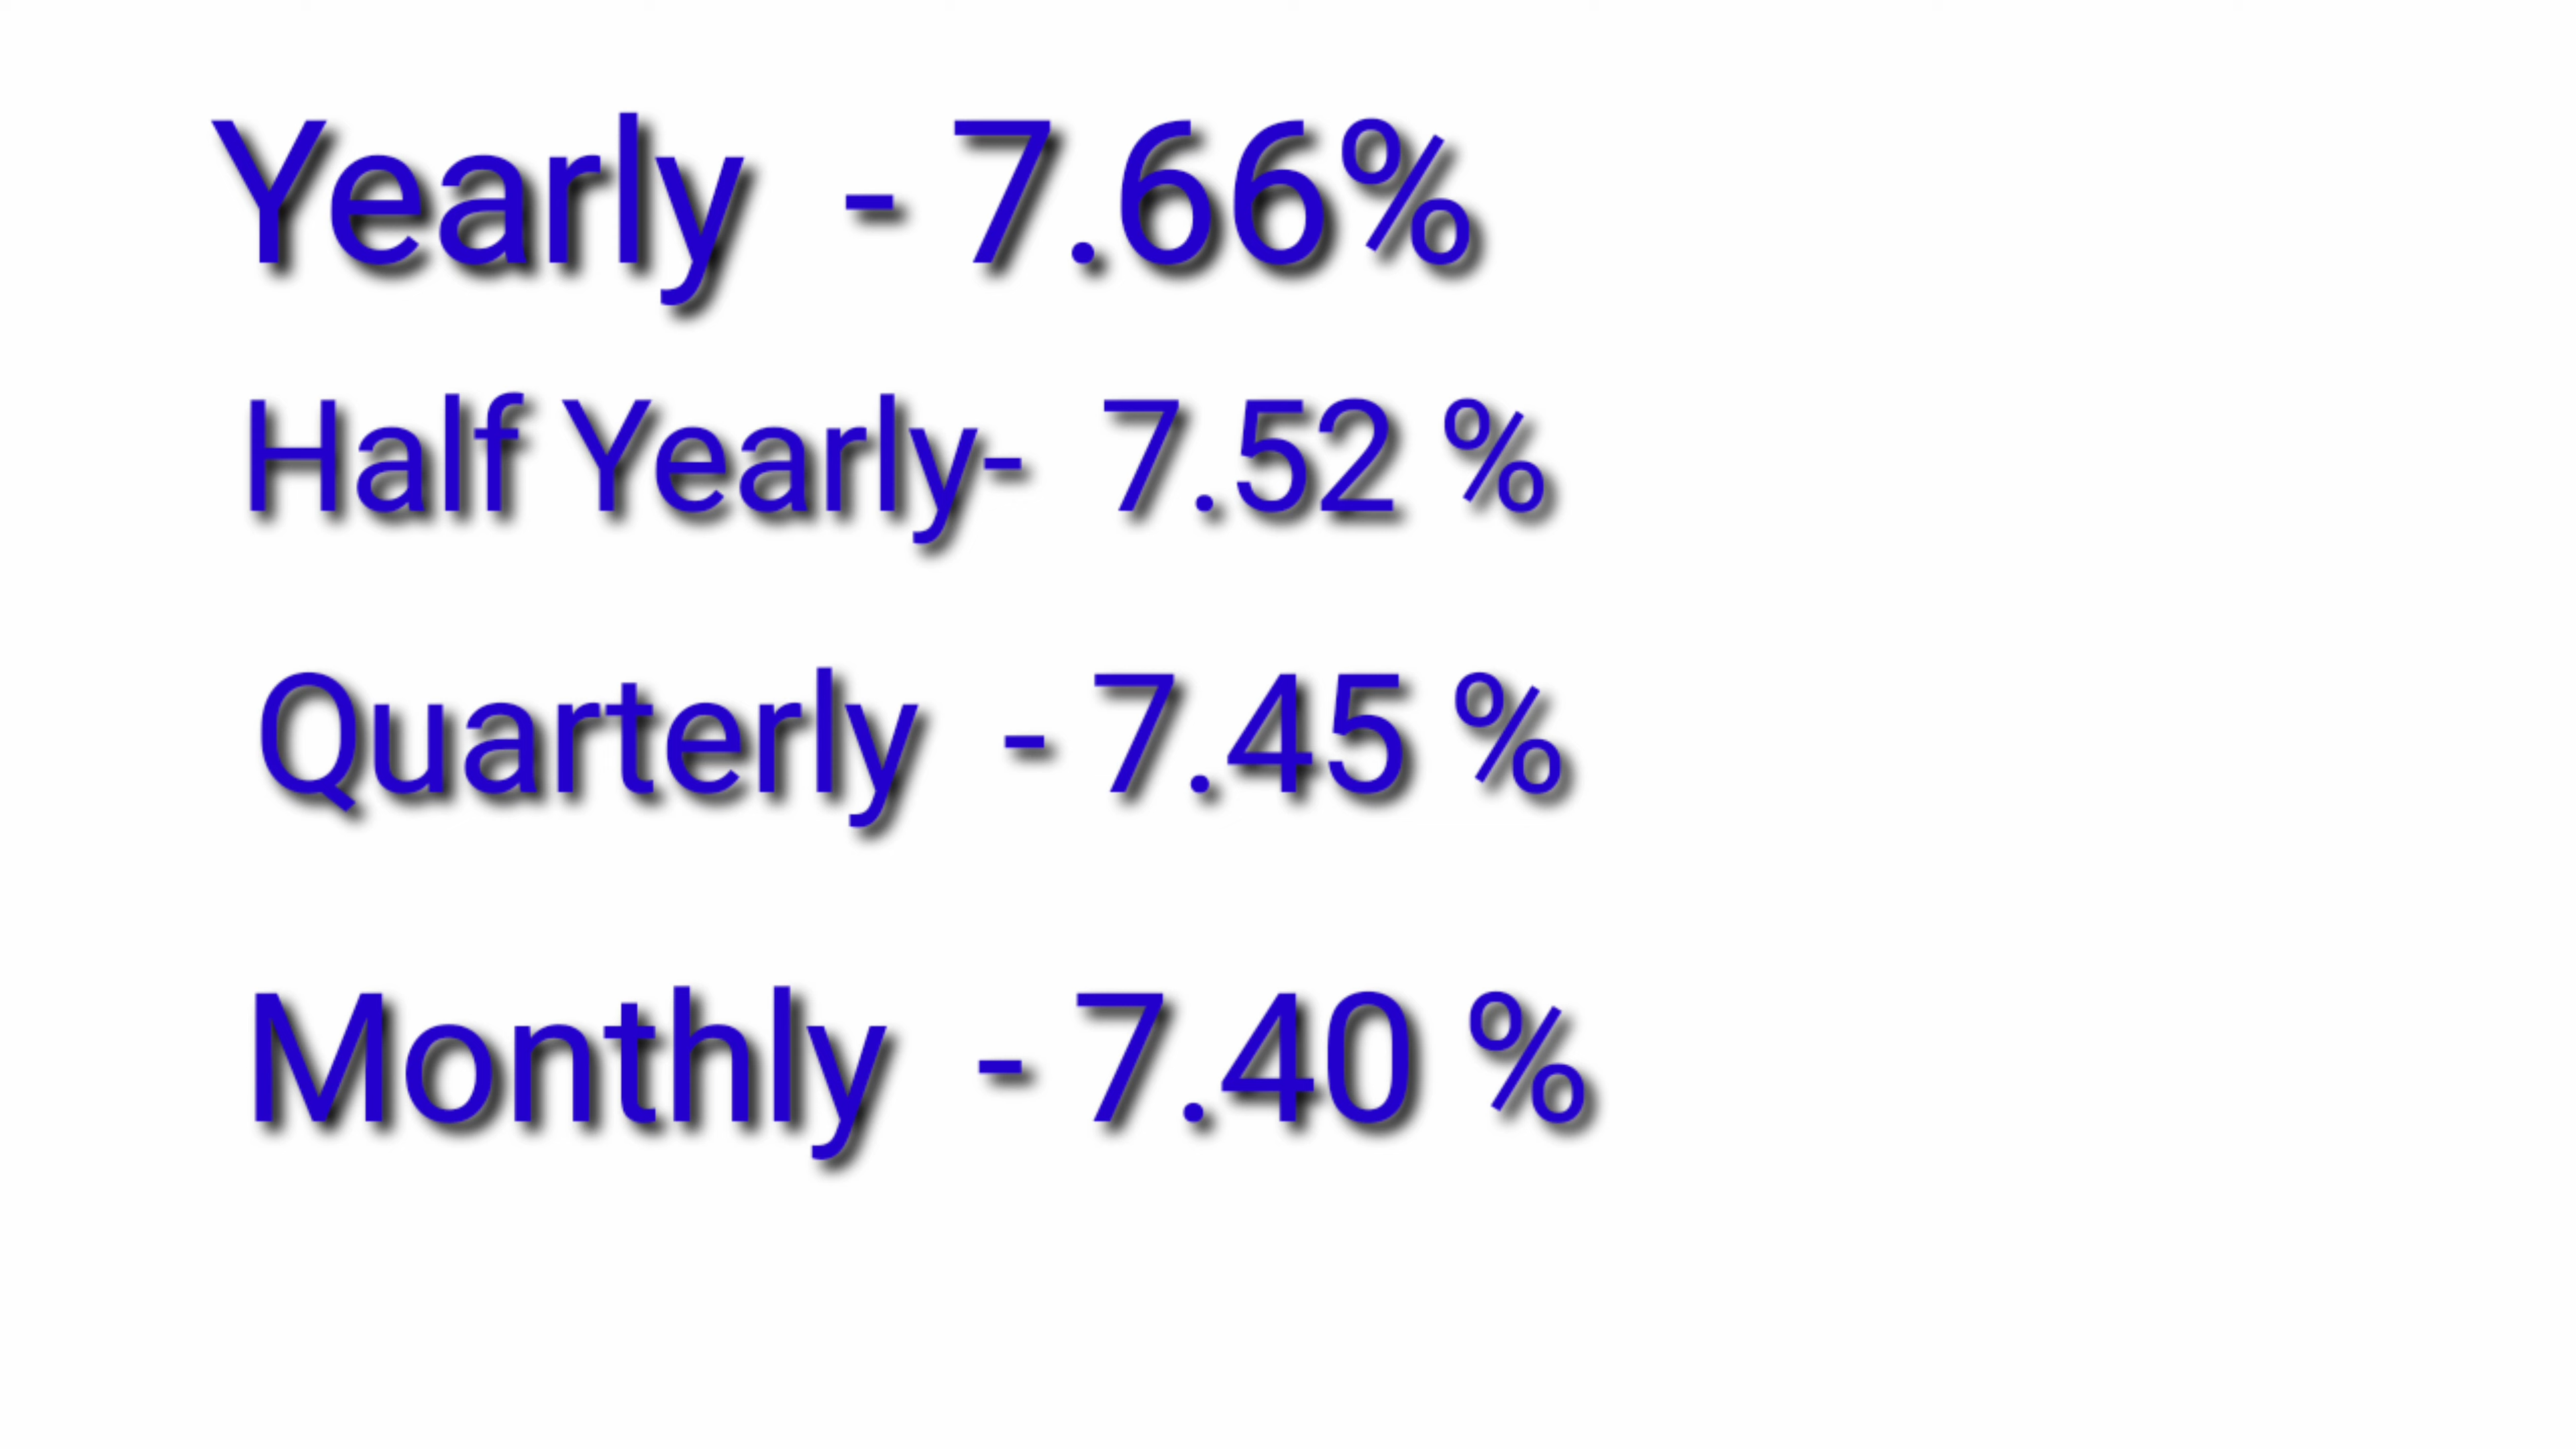 Yearly - 7.66%
Half Yearly- 7.52 %
Quarterly - 7.45 %
Monthly - 7.40 %